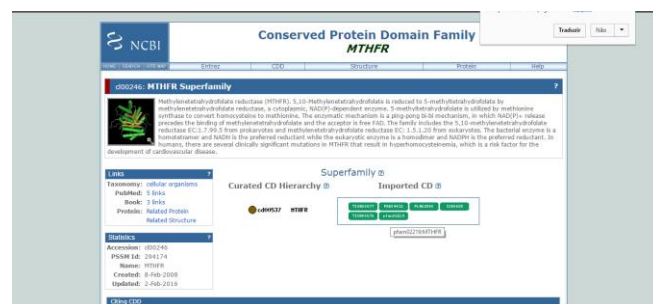 Traduzir Não
NCBI
Conserved Protein Domain Family
MTHFR
HOME SEARCH SITE MAP Entrez CDD Structure Protein Help
cl00246: MTHFR Superfamily ?
Methylenetetrahydrofolate reductase (MTHFR). 5,10-Methylenetetrahydrofolate is reduced to 5-methyltetrahydrofolate by
methylenetetrahydrofolate reductase, a cytoplasmic, NAD(P)-dependent enzyme. 5-methyltetrahydrofolate is utilized by methionine
synthase to convert homocysteine to methionine. The enzymatic mechanism is a ping-pong bi-bi mechanism, in which NAD(P)+ release
precedes the binding of methylenetetrahydrofolate and the acceptor is free FAD. The family includes the 5,10-methylenetetrahydrofolate
reductase EC:1.7.99.5 from prokaryotes and methylenetetrahydrofolate reductase EC: 1.5.1.20 from eukaryotes. The bacterial enzyme is a
homotetramer and NADH is the preferred reductant while the eukaryotic enzyme is a homodimer and NADPH is the preferred reductant. In
humans, there are several clinically significant mutations in MTHFR that result in hyperhomocysteinemia, which is a risk factor for the
development of cardiovascular disease.
Links ?
Superfamily
Taxonomy: cellular organisms
Curated CD Hierarchy Imported CD
PubMed: 5 links
Book: 3 links
Protein: Related Protein
Related Structure
cd00537 MTHFR
pfam02219:MTHFR
Statistics ?
Accession: cl00246
PSSM Id: 294174
Name: MTHFR
Created: 8-Feb-2008
Updated: 2-Feb-2016
Citing CDD